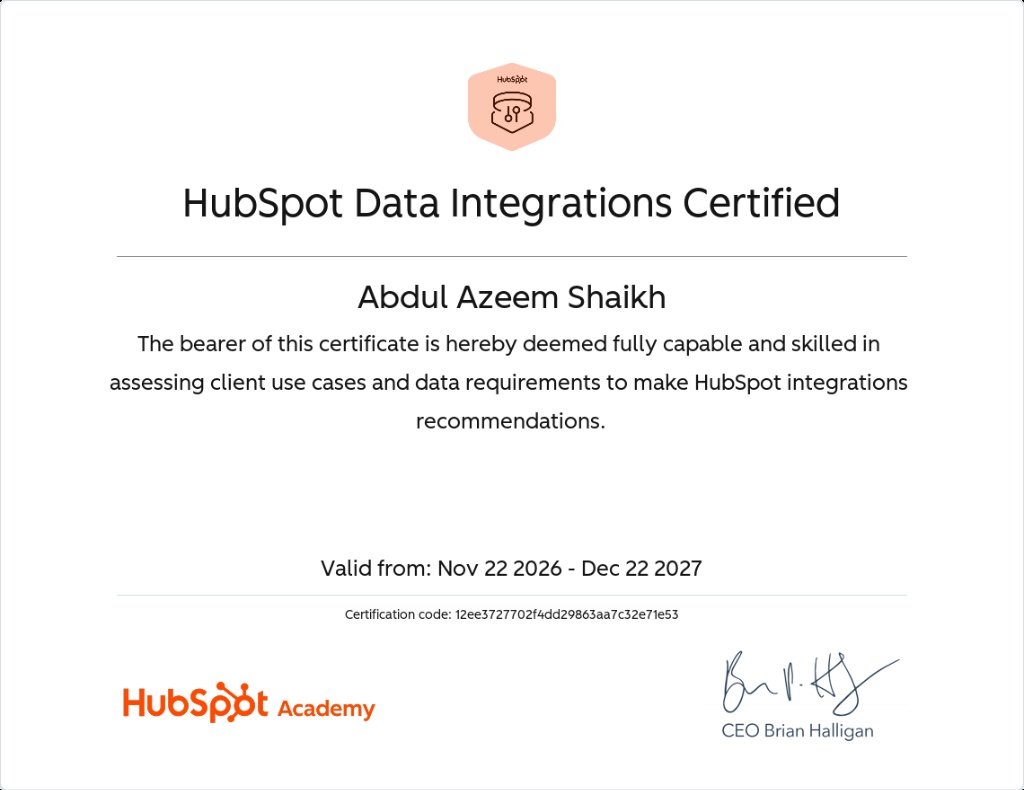 HubSpot
HubSpot Data Integrations Certified
Abdul Azeem Shaikh
The bearer of this certificate is hereby deemed fully capable and skilled in
assessing client use cases and data requirements to make HubSpot integrations
recommendations.
Valid from: Nov 22 2026 - Dec 22 2027
Certification code: 12ee3727702f4dd29863aa7c32e71e53
HubSpot Academy
CEO Brian Halligan